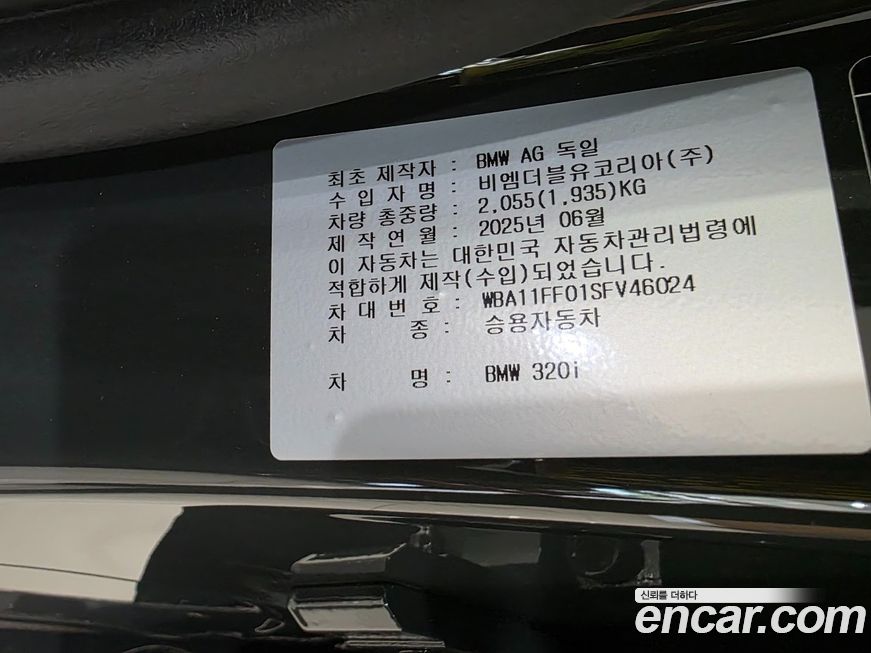 최초 제작자 : BMW AG 독일
수 입 자 명 : 비엠더블유코리아(주)
차량 총중량 : 2,055(1,935)KG
제 작 연 월 : 2025년 06월
이 자동차는 대한민국 자동차관리법령에
적합하게 제작(수입)되었습니다.
차 대 번 호 : WBA11FF01SFV46024
차 종 : 승용자동차
차 명 : BMW 320i
신뢰를 더하다
encar.com